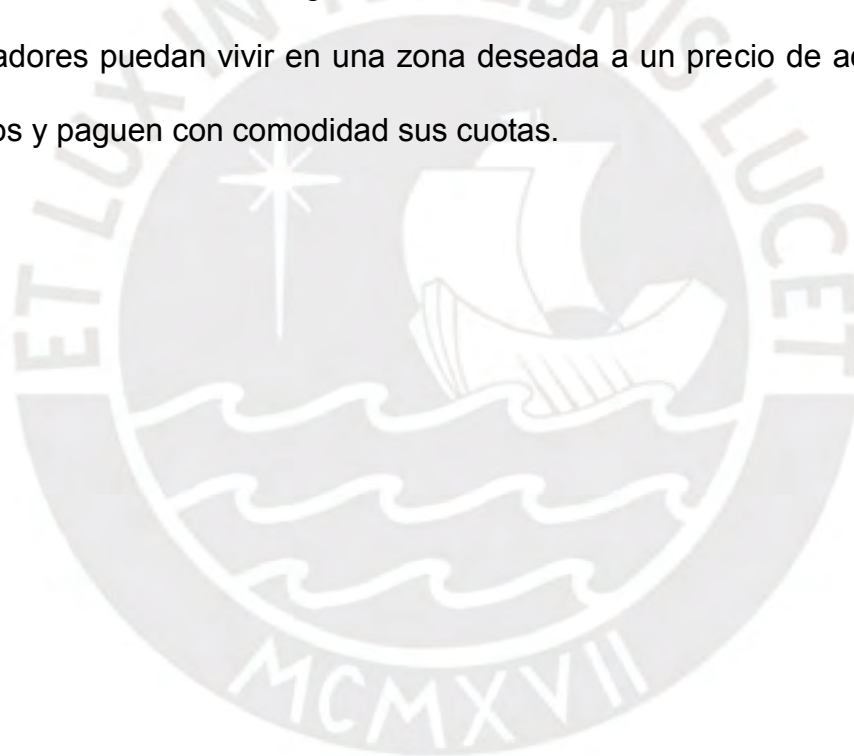 adores puedan vivir en una zona deseada a un precio de
os y paguen con comodidad sus cuotas.
ET LUX IN
LUCET
MCMXVII